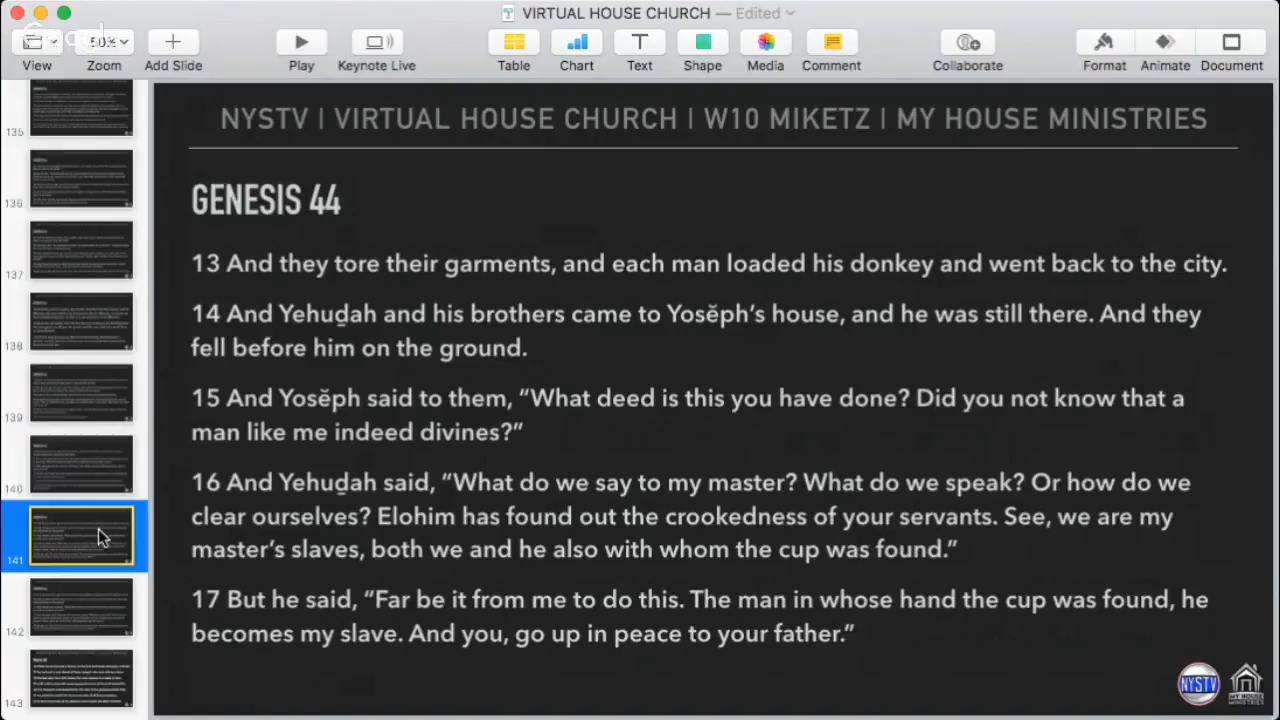 VIRTUAL HOUSE CHURCH — Edited
View Zoom Add Slide Play Keynote Live Table Chart Text Shape Media Comment Collaborate Format Animate Document
HOUSE MINISTRIES
GENESIS 44
13 And they tore their garments, and each man loaded his donkey and went back to the city.
14 And Yehuḏah and his brothers came to Yosĕph's house, and he was still there. And they
fell before him on the ground.
15 And Yosĕph said to them, “What deed is this you have done? Did you not know that a
man like me indeed divines?”
16 And Yehuḏah said, “What do we say to my master? What do we speak? Or how do we
clear ourselves? Elohim has found out the crookedness of your servants. See, we are my
master's slaves, both we and also with whom the cup was found.”
17 But he said, “Far be it from me to do this. The man in whose hand the cup was found, he
becomes my slave. And you, go up in peace to your father.”
135
136
137
138
139
140
141
142
143
NYSTV
MY HOUSE
MINISTRIES